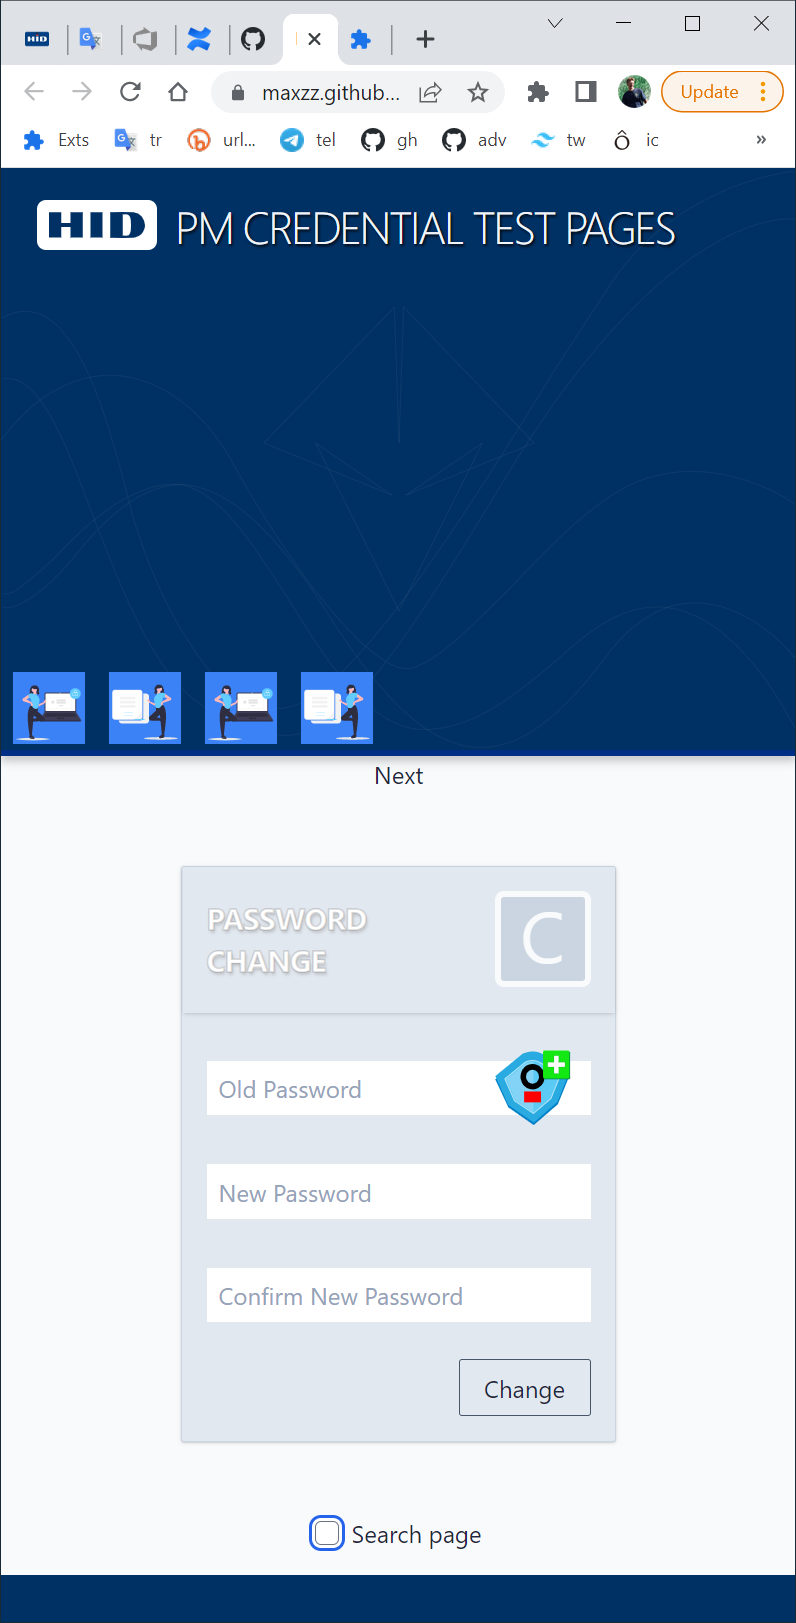 HID
maxzz.github...
Update
Exts
tr
url...
tel
gh
adv
tw
ic
»
HID PM CREDENTIAL TEST PAGES
Next
PASSWORD
CHANGE
C
Old Password
New Password
Confirm New Password
Change
Search page